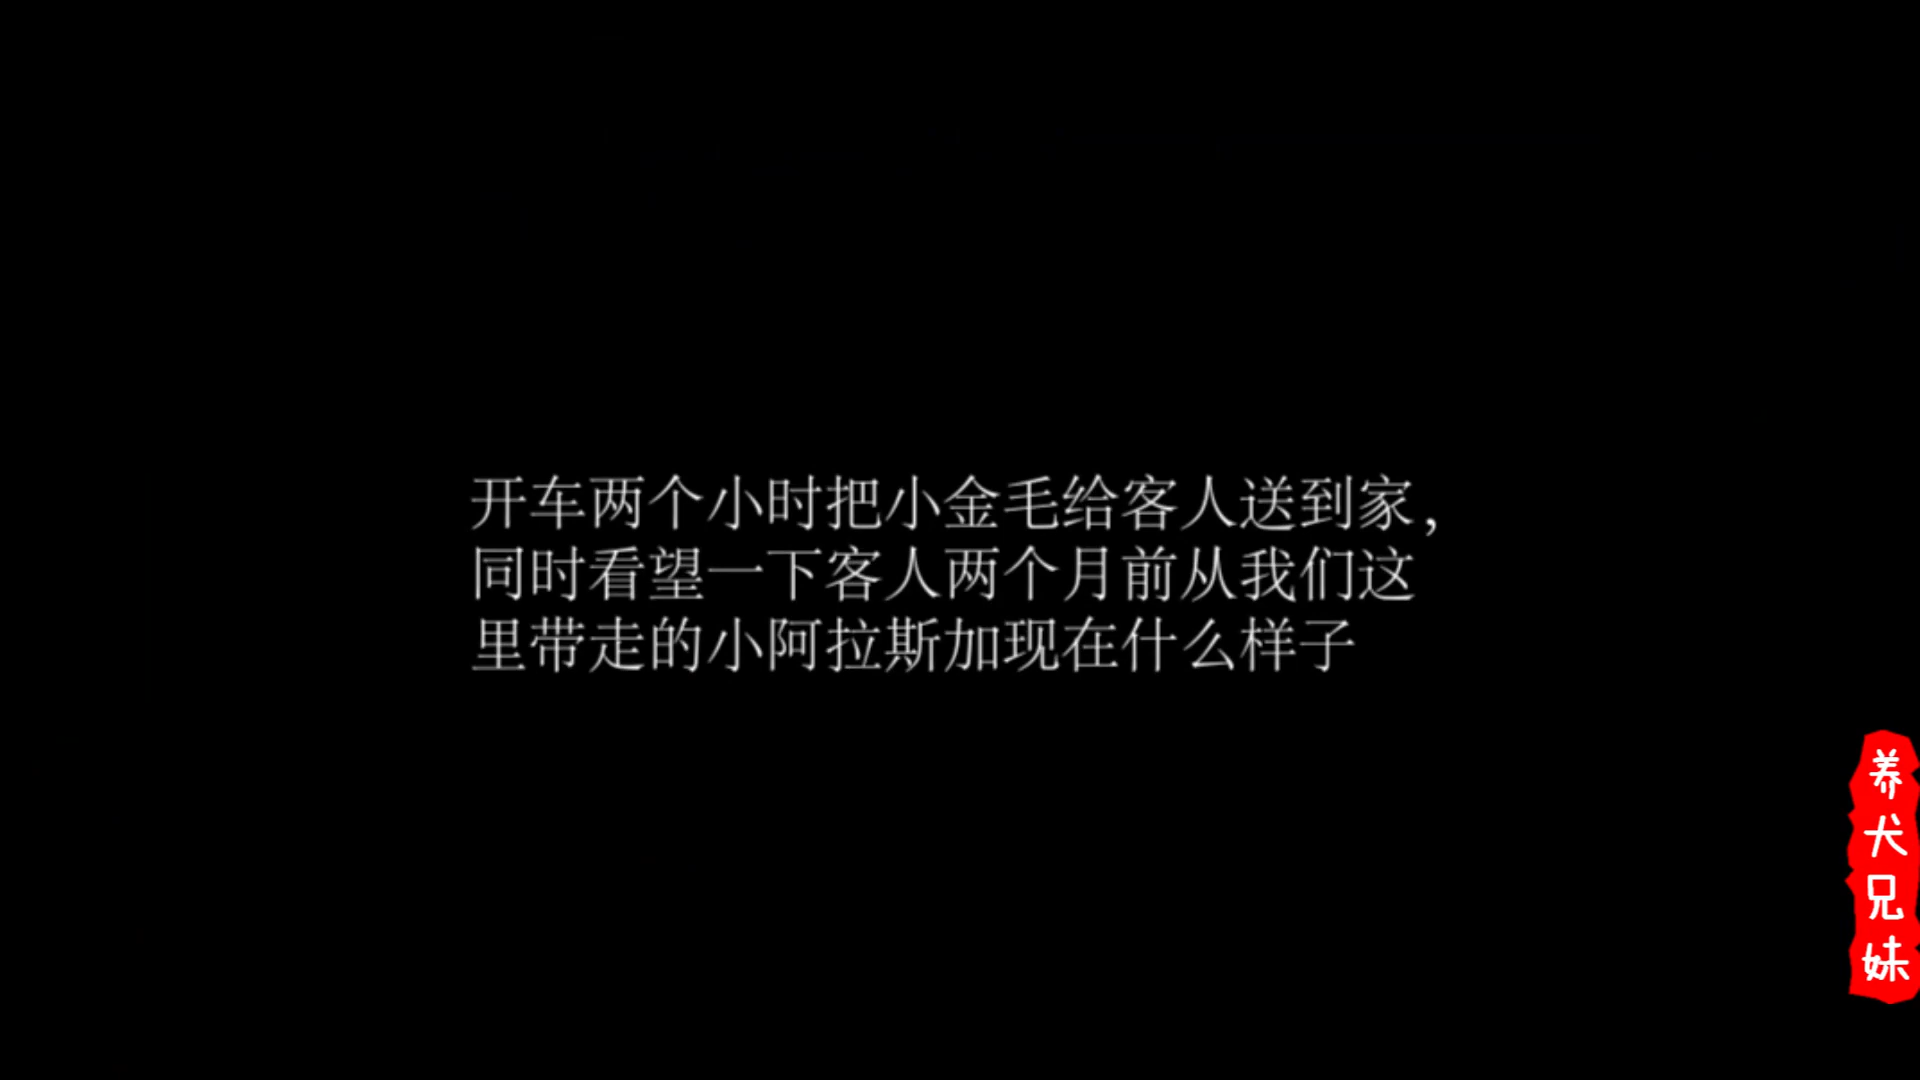 开车两个小时把小金毛给客人送到家，
同时看望一下客人两个月前从我们这
里带走的小阿拉斯加现在什么样子
养犬兄妹